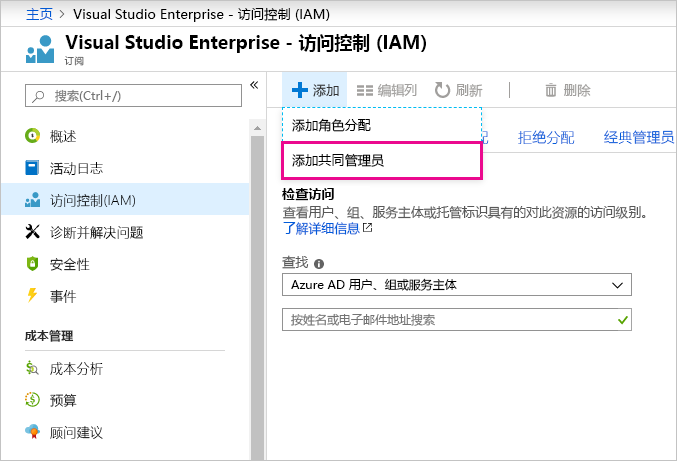 主页 > Visual Studio Enterprise - 访问控制 (IAM)
Visual Studio Enterprise - 访问控制 (IAM)
订阅
搜索(Ctrl+/)
«
概述
活动日志
访问控制(IAM)
诊断并解决问题
安全性
事件
成本管理
成本分析
预算
顾问建议
添加 编辑列 刷新 删除
添加角色分配
添加共同管理员
配 拒绝分配 经典管理员
检查访问
查看用户、组、服务主体或托管标识具有的对此资源的访问级别。
了解详细信息
查找
Azure AD 用户、组或服务主体
按姓名或电子邮件地址搜索